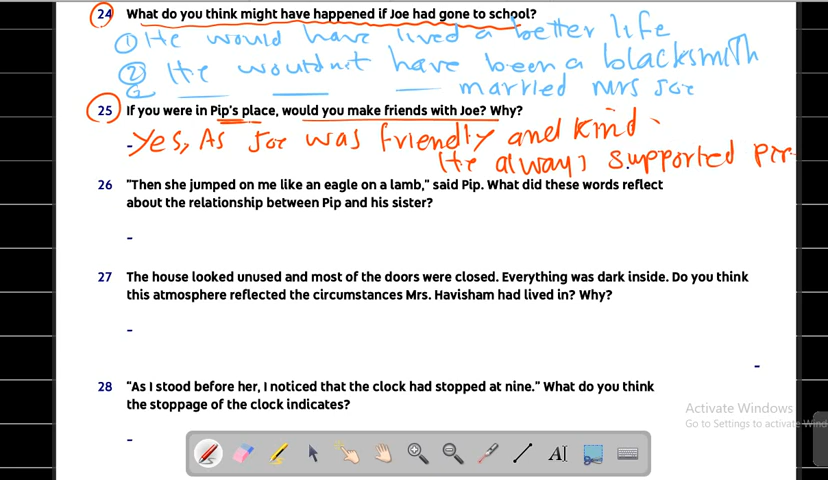 24 What do you think might have happened if Joe had gone to school?
① He would have lived a better life
② He wouldn't have been a blacksmith
married Mrs Joe
25 If you were in Pip's place, would you make friends with Joe? Why?
- Yes, As Joe was friendly and kind.
He always supported Pip
26 "Then she jumped on me like an eagle on a lamb," said Pip. What did these words reflect
about the relationship between Pip and his sister?
-
27 The house looked unused and most of the doors were closed. Everything was dark inside. Do you think
this atmosphere reflected the circumstances Mrs. Havisham had lived in? Why?
-
-
28 "As I stood before her, I noticed that the clock had stopped at nine." What do you think
the stoppage of the clock indicates?
-
Activate Windows
Go to Settings to activate Wind
AI